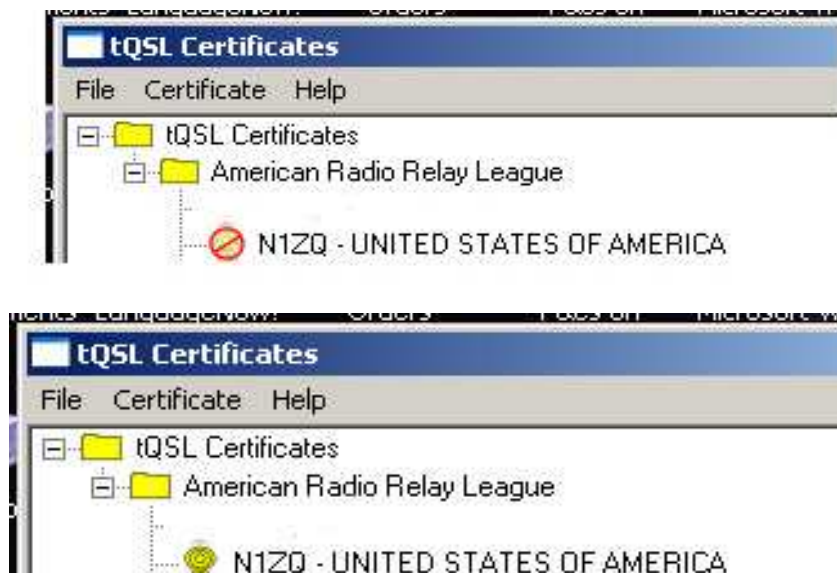 tQSL Certificates
File Certificate Help
tQSL Certificates
American Radio Relay League
N1ZQ - UNITED STATES OF AMERICA
tQSL Certificates
File Certificate Help
tQSL Certificates
American Radio Relay League
N1ZQ - UNITED STATES OF AMERICA